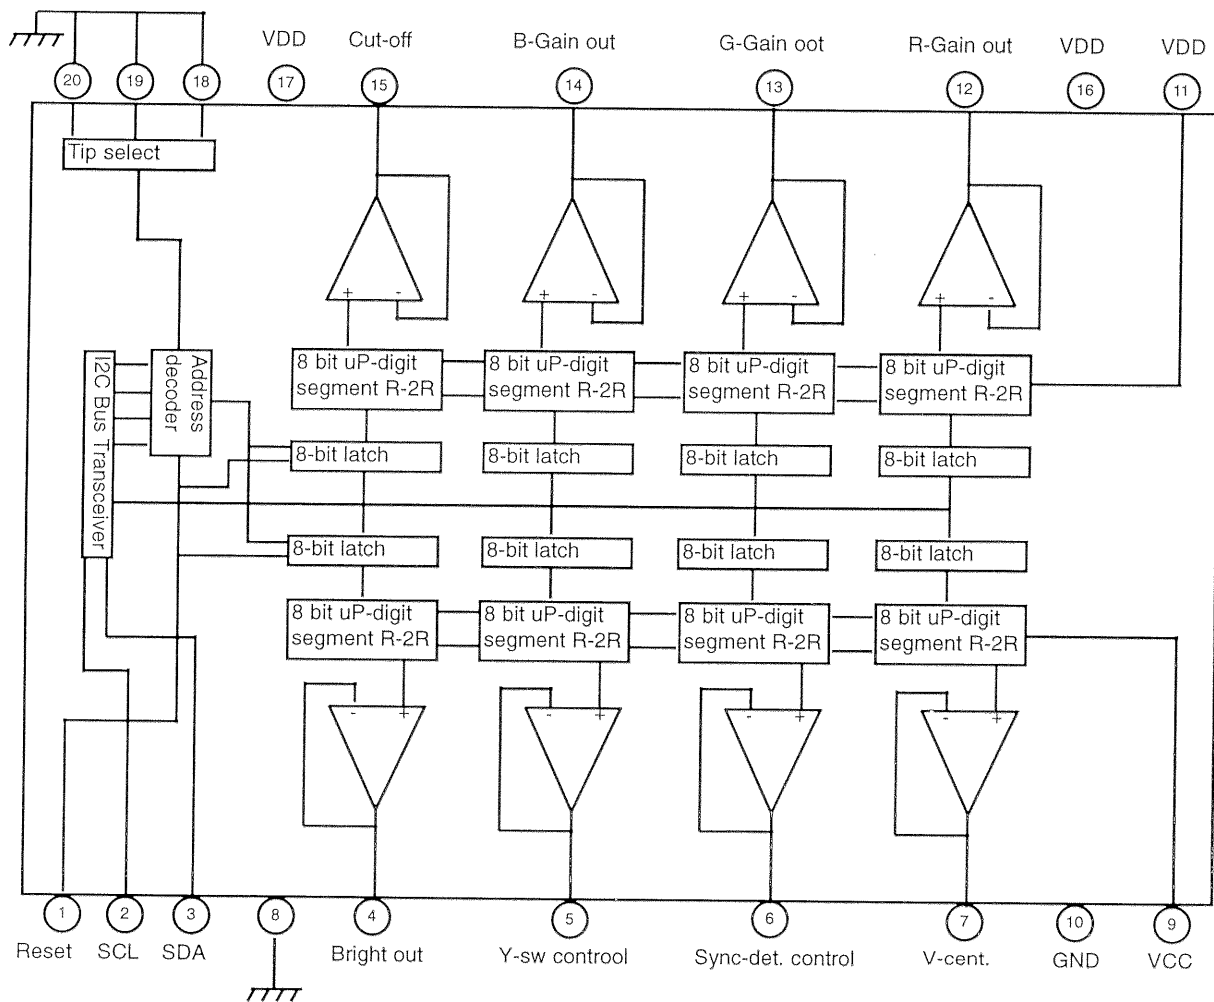 VDD Cut-off B-Gain out G-Gain oot R-Gain out VDD VDD
20 19 18 17 15 14 13 12 16 11
Tip select
+ - + - + - + -
I2C Bus Transceiver
Address
decoder
8 bit uP-digit
segment R-2R
8 bit uP-digit
segment R-2R
8 bit uP-digit
segment R-2R
8 bit uP-digit
segment R-2R
8-bit latch 8-bit latch 8-bit latch 8-bit latch
8-bit latch 8-bit latch 8-bit latch 8-bit latch
8 bit uP-digit
segment R-2R
8 bit uP-digit
segment R-2R
8 bit uP-digit
segment R-2R
8 bit uP-digit
segment R-2R
- + - + - + - +
1 2 3 8 4 5 6 7 10 9
Reset SCL SDA Bright out Y-sw controol Sync-det. control V-cent. GND VCC